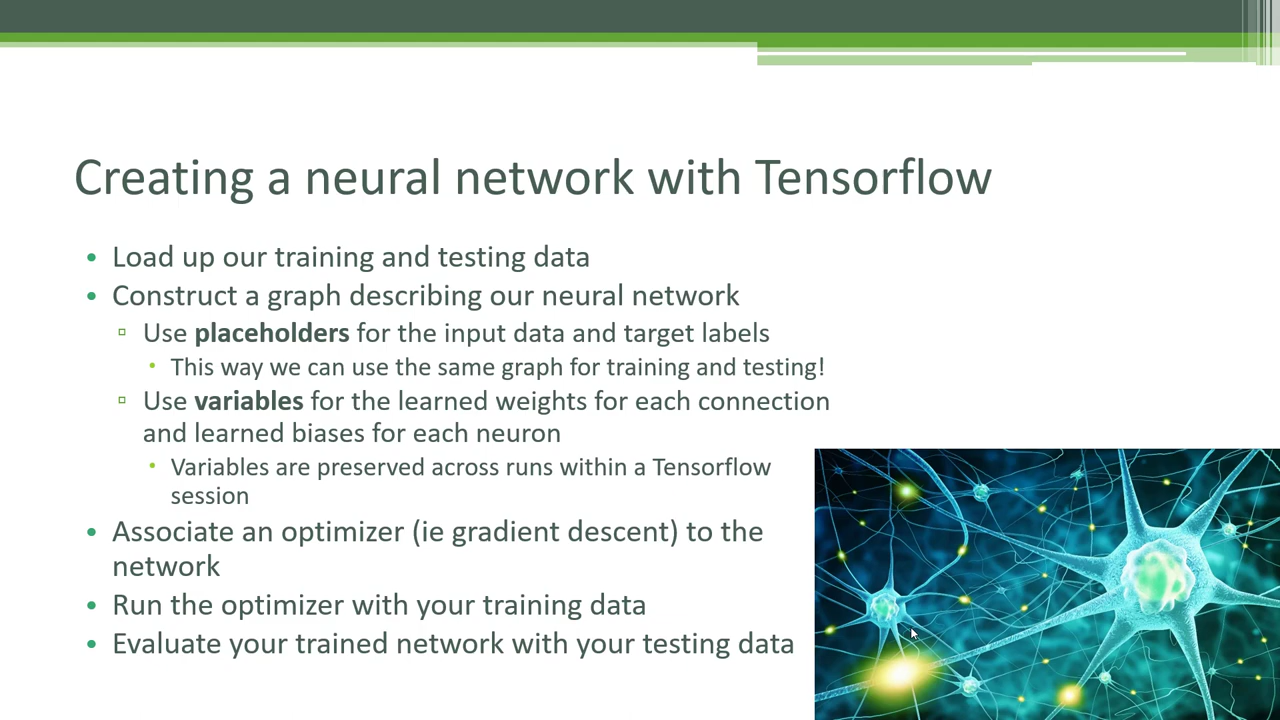 Creating a neural network with Tensorflow
• Load up our training and testing data
• Construct a graph describing our neural network
▫ Use placeholders for the input data and target labels
• This way we can use the same graph for training and testing!
▫ Use variables for the learned weights for each connection
and learned biases for each neuron
• Variables are preserved across runs within a Tensorflow
session
• Associate an optimizer (ie gradient descent) to the
network
• Run the optimizer with your training data
• Evaluate your trained network with your testing data